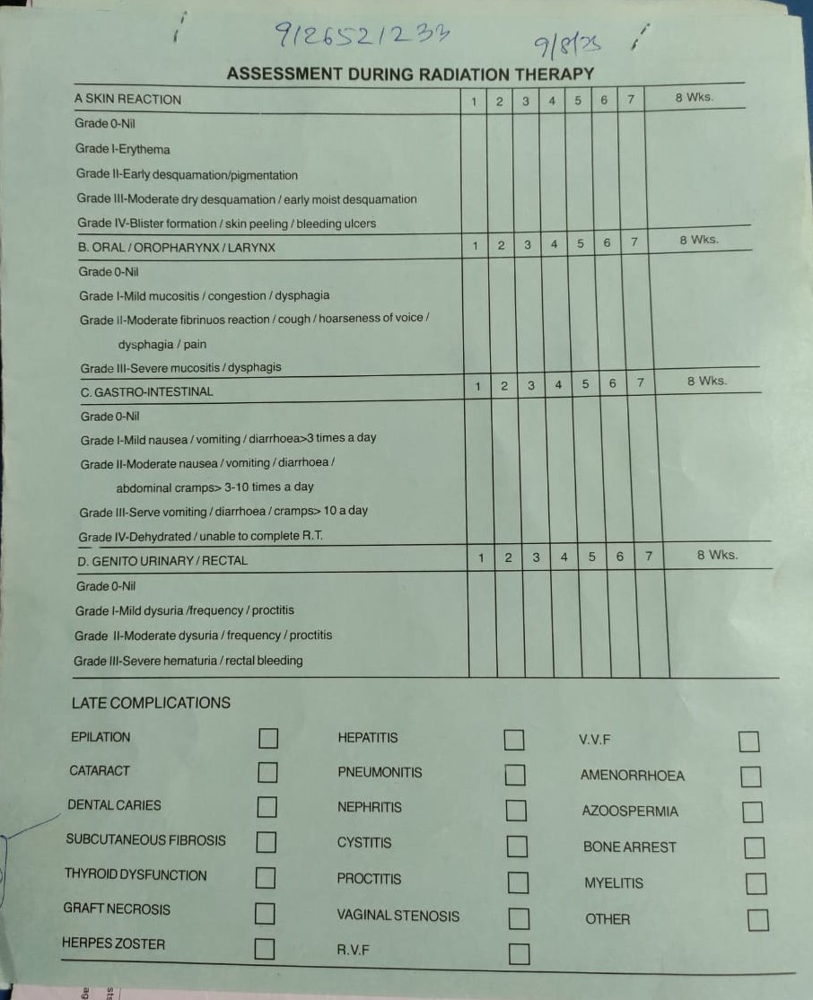 9126521233
9/8/25
ASSESSMENT DURING RADIATION THERAPY
A SKIN REACTION 1 2 3 4 5 6 7 8 Wks.
Grade 0-Nil
Grade I-Erythema
Grade II-Early desquamation/pigmentation
Grade III-Moderate dry desquamation / early moist desquamation
Grade IV-Blister formation / skin peeling / bleeding ulcers
B. ORAL / OROPHARYNX / LARYNX 1 2 3 4 5 6 7 8 Wks.
Grade 0-Nil
Grade I-Mild mucositis / congestion / dysphagia
Grade II-Moderate fibrinuos reaction / cough / hoarseness of voice /
dysphagia / pain
Grade III-Severe mucositis / dysphagis
C. GASTRO-INTESTINAL 1 2 3 4 5 6 7 8 Wks.
Grade 0-Nil
Grade I-Mild nausea / vomiting / diarrhoea>3 times a day
Grade II-Moderate nausea / vomiting / diarrhoea /
abdominal cramps> 3-10 times a day
Grade III-Serve vomiting / diarrhoea / cramps> 10 a day
Grade IV-Dehydrated / unable to complete R.T.
D. GENITO URINARY / RECTAL 1 2 3 4 5 6 7 8 Wks.
Grade 0-Nil
Grade I-Mild dysuria /frequency / proctitis
Grade II-Moderate dysuria / frequency / proctitis
Grade III-Severe hematuria / rectal bleeding
LATE COMPLICATIONS
EPILATION HEPATITIS V.V.F
CATARACT PNEUMONITIS AMENORRHOEA
DENTAL CARIES NEPHRITIS AZOOSPERMIA
SUBCUTANEOUS FIBROSIS CYSTITIS BONE ARREST
THYROID DYSFUNCTION PROCTITIS MYELITIS
GRAFT NECROSIS VAGINAL STENOSIS OTHER
HERPES ZOSTER R.V.F